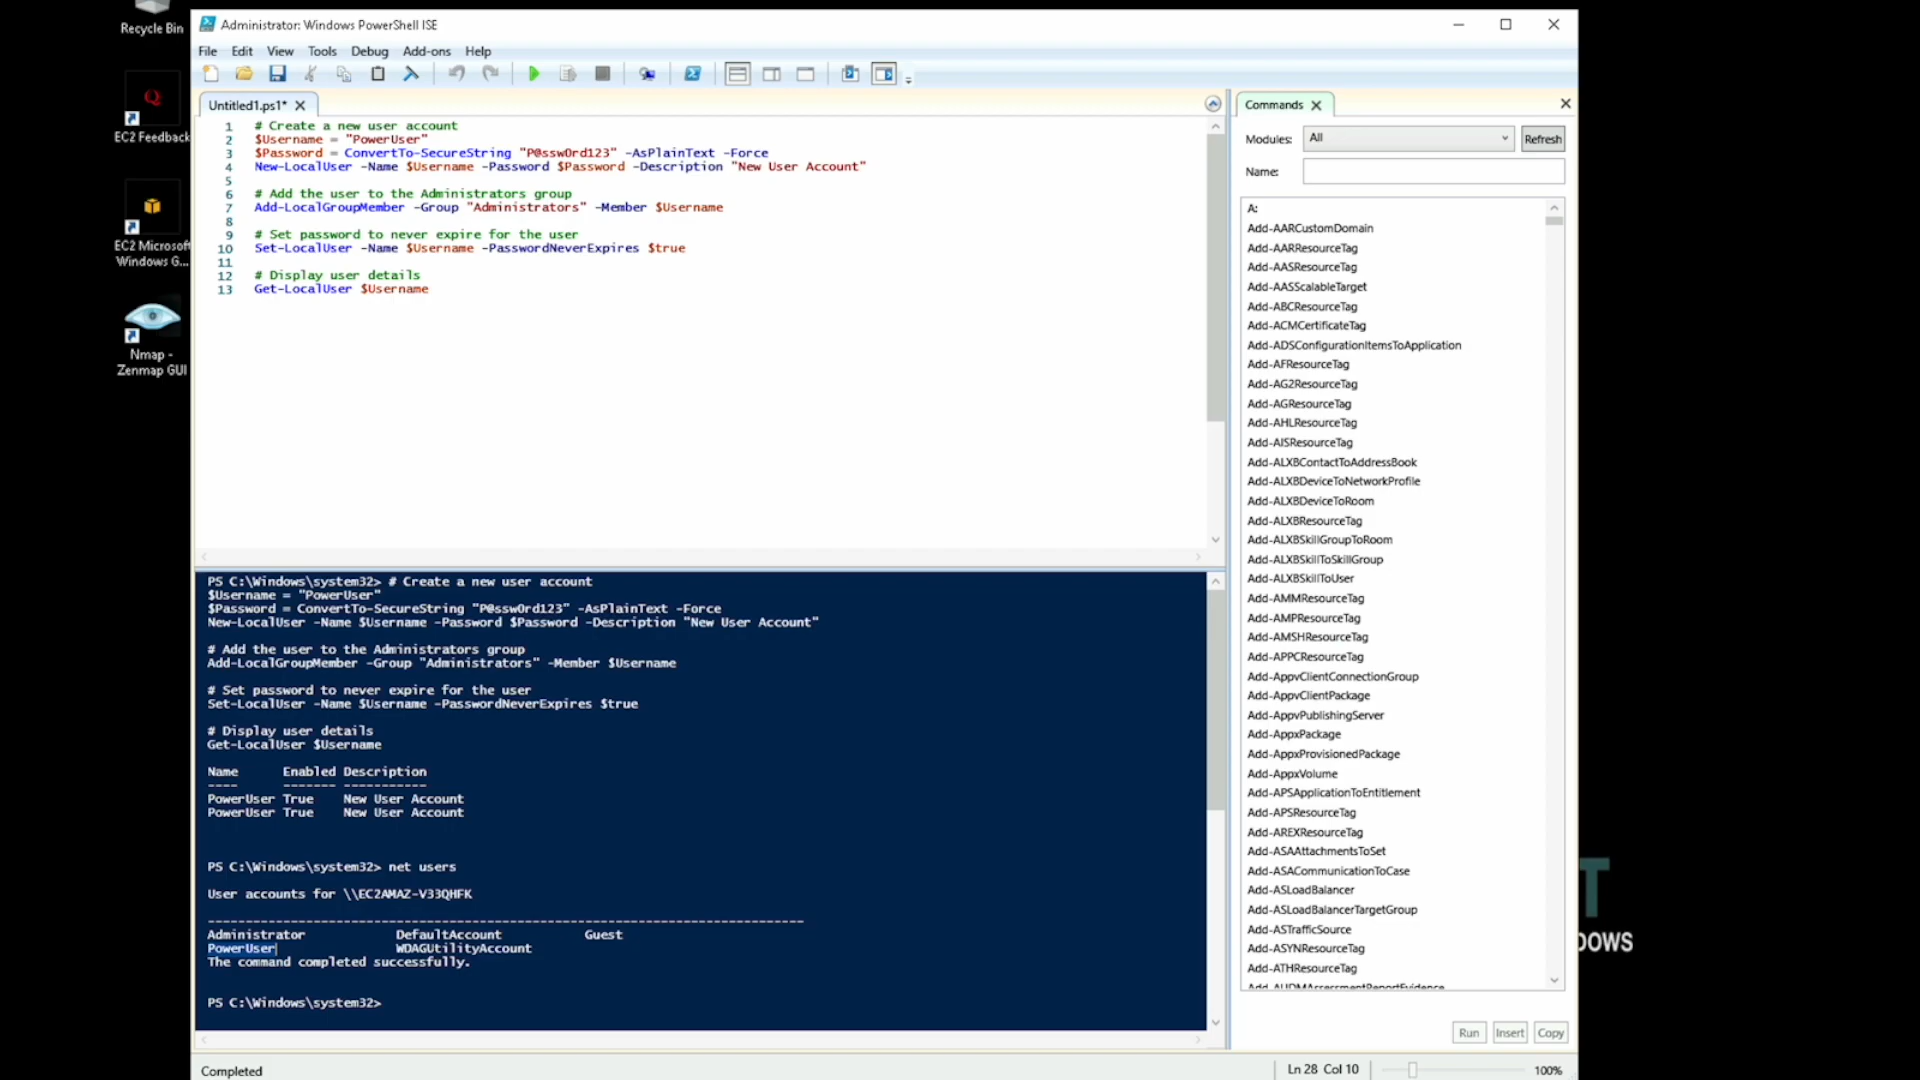 Recycle Bin
EC2 Feedback
EC2 Microsoft
Windows G...
Nmap -
Zenmap GUI
Administrator: Windows PowerShell ISE
File Edit View Tools Debug Add-ons Help
Untitled1.ps1*
1 # Create a new user account
2 $Username = "PowerUser"
3 $Password = ConvertTo-SecureString "P@ssw0rd123" -AsPlainText -Force
4 New-LocalUser -Name $Username -Password $Password -Description "New User Account"
5
6 # Add the user to the Administrators group
7 Add-LocalGroupMember -Group "Administrators" -Member $Username
8
9 # Set password to never expire for the user
10 Set-LocalUser -Name $Username -PasswordNeverExpires $true
11
12 # Display user details
13 Get-LocalUser $Username
PS C:\Windows\system32> # Create a new user account
$Username = "PowerUser"
$Password = ConvertTo-SecureString "P@ssw0rd123" -AsPlainText -Force
New-LocalUser -Name $Username -Password $Password -Description "New User Account"
# Add the user to the Administrators group
Add-LocalGroupMember -Group "Administrators" -Member $Username
# Set password to never expire for the user
Set-LocalUser -Name $Username -PasswordNeverExpires $true
# Display user details
Get-LocalUser $Username
Name Enabled Description
---- ------- -----------
PowerUser True New User Account
PowerUser True New User Account
PS C:\Windows\system32> net users
User accounts for \\EC2AMAZ-V33QHFK
-------------------------------------------------------------------------------
Administrator DefaultAccount Guest
PowerUser WDAGUtilityAccount
The command completed successfully.
PS C:\Windows\system32>
Completed
Ln 28 Col 10
100%
Commands
Modules: All Refresh
Name:
A:
Add-AARCustomDomain
Add-AARResourceTag
Add-AASResourceTag
Add-AASScalableTarget
Add-ABCResourceTag
Add-ACMCertificateTag
Add-ADSConfigurationItemsToApplication
Add-AFResourceTag
Add-AG2ResourceTag
Add-AGResourceTag
Add-AHLResourceTag
Add-AISResourceTag
Add-ALXBContactToAddressBook
Add-ALXBDeviceToNetworkProfile
Add-ALXBDeviceToRoom
Add-ALXBResourceTag
Add-ALXBSkillGroupToRoom
Add-ALXBSkillToSkillGroup
Add-ALXBSkillToUser
Add-AMMResourceTag
Add-AMPResourceTag
Add-AMSHResourceTag
Add-APPCResourceTag
Add-AppvClientConnectionGroup
Add-AppvClientPackage
Add-AppvPublishingServer
Add-AppxPackage
Add-AppxProvisionedPackage
Add-AppxVolume
Add-APSApplicationToEntitlement
Add-APSResourceTag
Add-AREXResourceTag
Add-ASAAttachmentsToSet
Add-ASACommunicationToCase
Add-ASLoadBalancer
Add-ASLoadBalancerTargetGroup
Add-ASTrafficSource
Add-ASYNResourceTag
Add-ATHResourceTag
Add-AUDMAssessmentReportEvidence
Run Insert Copy
T
DOWS